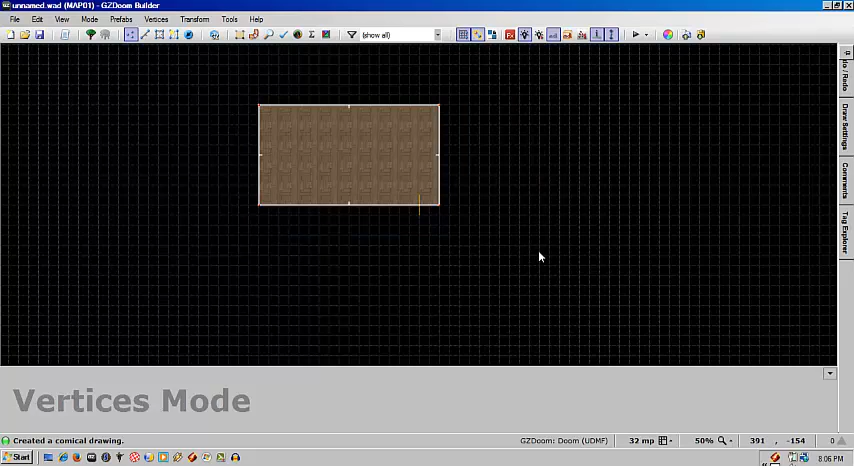 unnamed.wad (MAP01) - GZDoom Builder
File Edit View Mode Prefabs Vertices Transform Tools Help
(show all)
Draw Settings
Comments
Tag Explorer
Vertices Mode
Created a comical drawing.
GZDoom: Doom (UDMF) 32 mp 50% 391 , -154 0
Start 8:06 PM